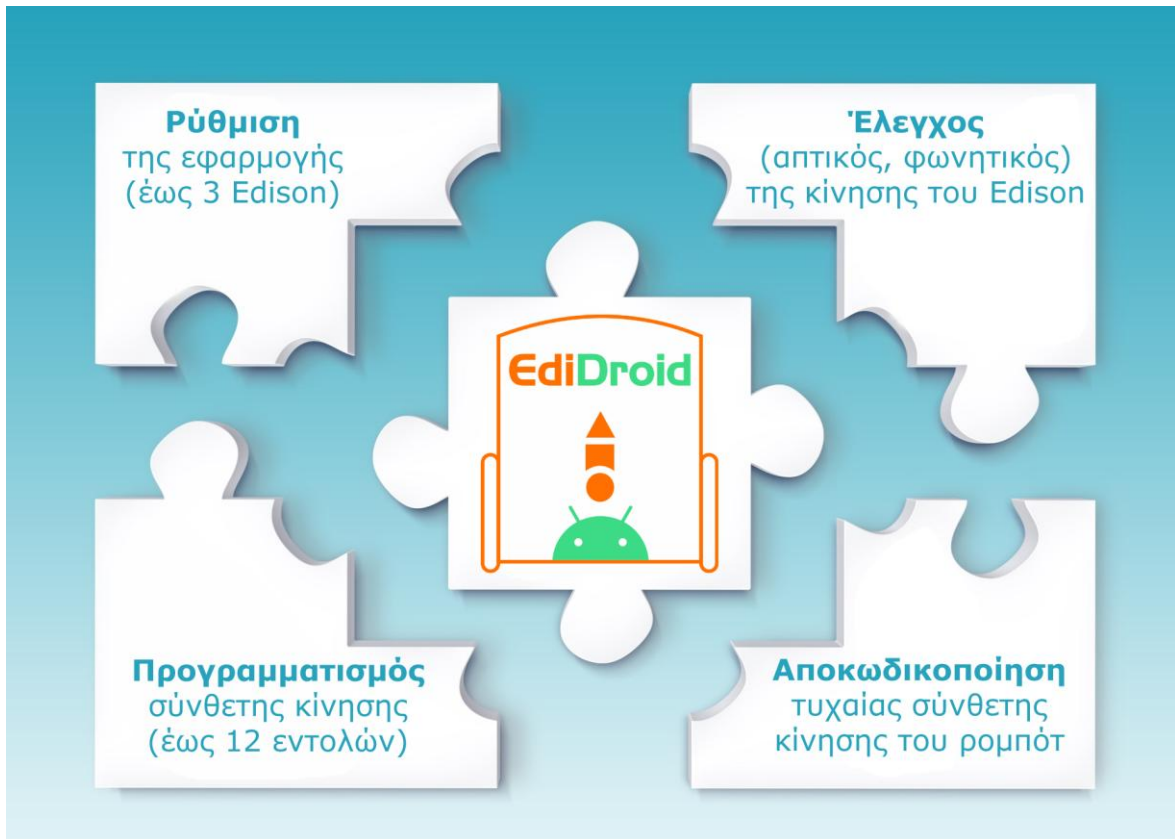 Ρύθμιση
της εφαρμογής
(έως 3 Edison)
Έλεγχος
(απτικός, φωνητικός)
της κίνησης του Edison
EdiDroid
Προγραμματισμός
σύνθετης κίνησης
(έως 12 εντολών)
Αποκωδικοποίηση
τυχαίας σύνθετης
κίνησης του ρομπότ